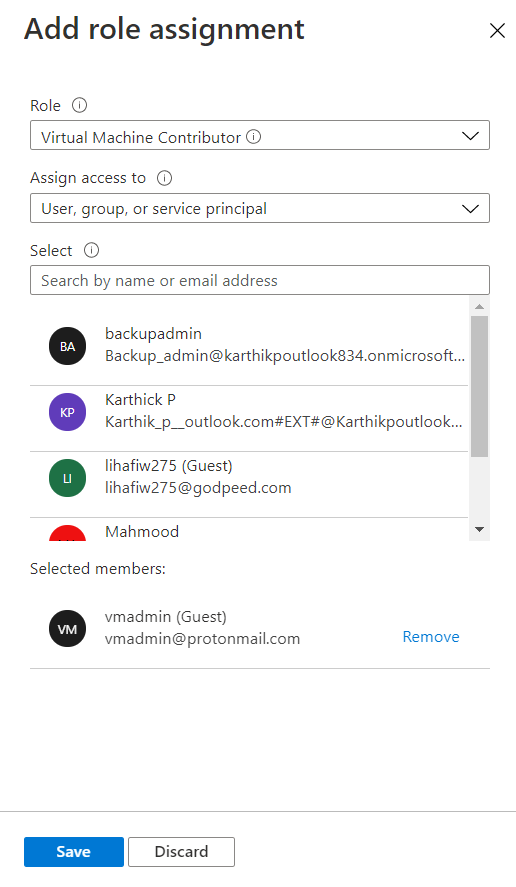 Add role assignment
Role
Virtual Machine Contributor
Assign access to
User, group, or service principal
Select
Search by name or email address
BA
backupadmin
Backup_admin@karthikpoutlook834.onmicrosoft...
KP
Karthick P
Karthik_p__outlook.com#EXT#@Karthikpoutlook...
LI
lihafiw275 (Guest)
lihafiw275@godpeed.com
Mahmood
Selected members:
VM
vmadmin (Guest)
vmadmin@protonmail.com
Remove
Save
Discard